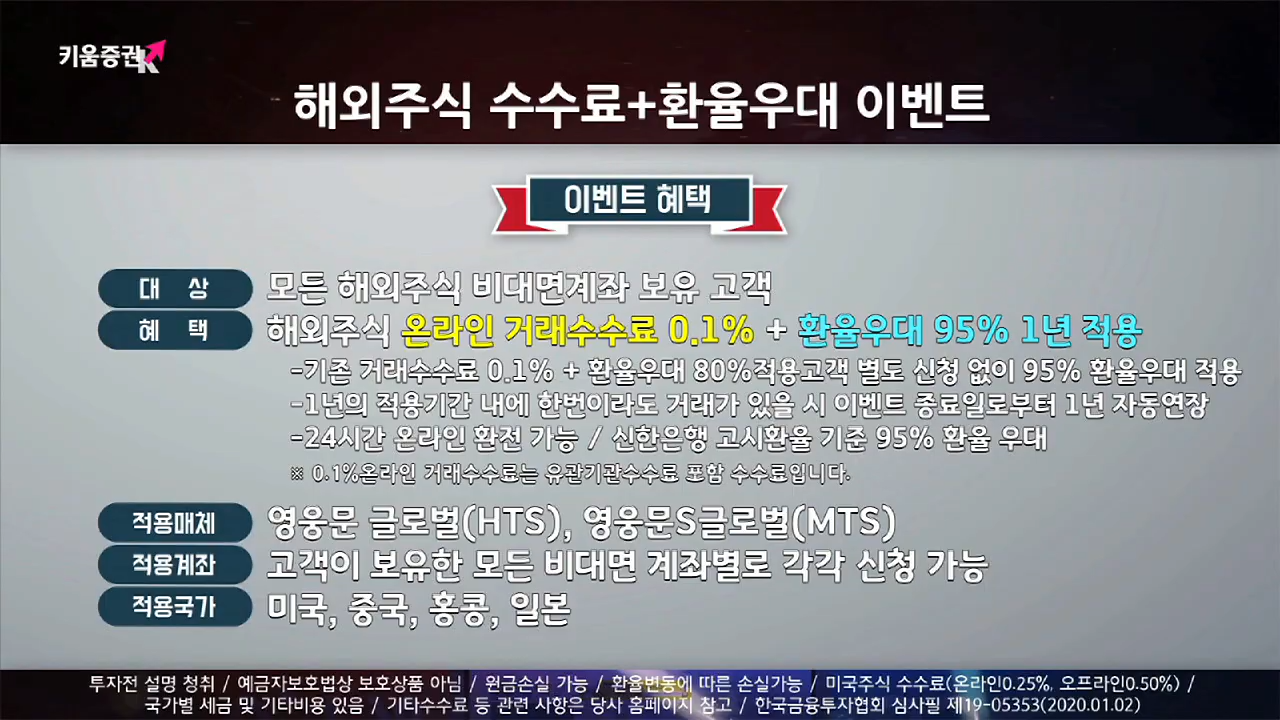 키움증권
해외주식 수수료+환율우대 이벤트
이벤트 혜택
대 상 모든 해외주식 비대면계좌 보유 고객
혜 택 해외주식 온라인 거래수수료 0.1% + 환율우대 95% 1년 적용
-기존 거래수수료 0.1% + 환율우대 80%적용고객 별도 신청 없이 95% 환율우대 적용
-1년의 적용기간 내에 한번이라도 거래가 있을 시 이벤트 종료일로부터 1년 자동연장
-24시간 온라인 환전 가능 / 신한은행 고시환율 기준 95% 환율 우대
※ 0.1%온라인 거래수수료는 유관기관수수료 포함 수수료입니다.
적용매체 영웅문 글로벌(HTS), 영웅문S글로벌(MTS)
적용계좌 고객이 보유한 모든 비대면 계좌별로 각각 신청 가능
적용국가 미국, 중국, 홍콩, 일본
투자전 설명 청취 / 예금자보호법상 보호상품 아님 / 원금손실 가능 / 환율변동에 따른 손실가능 / 미국주식 수수료(온라인0.25%, 오프라인0.50%) /
국가별 세금 및 기타비용 있음 / 기타수수료 등 관련 사항은 당사 홈페이지 참고 / 한국금융투자협회 심사필 제19-05353(2020.01.02)